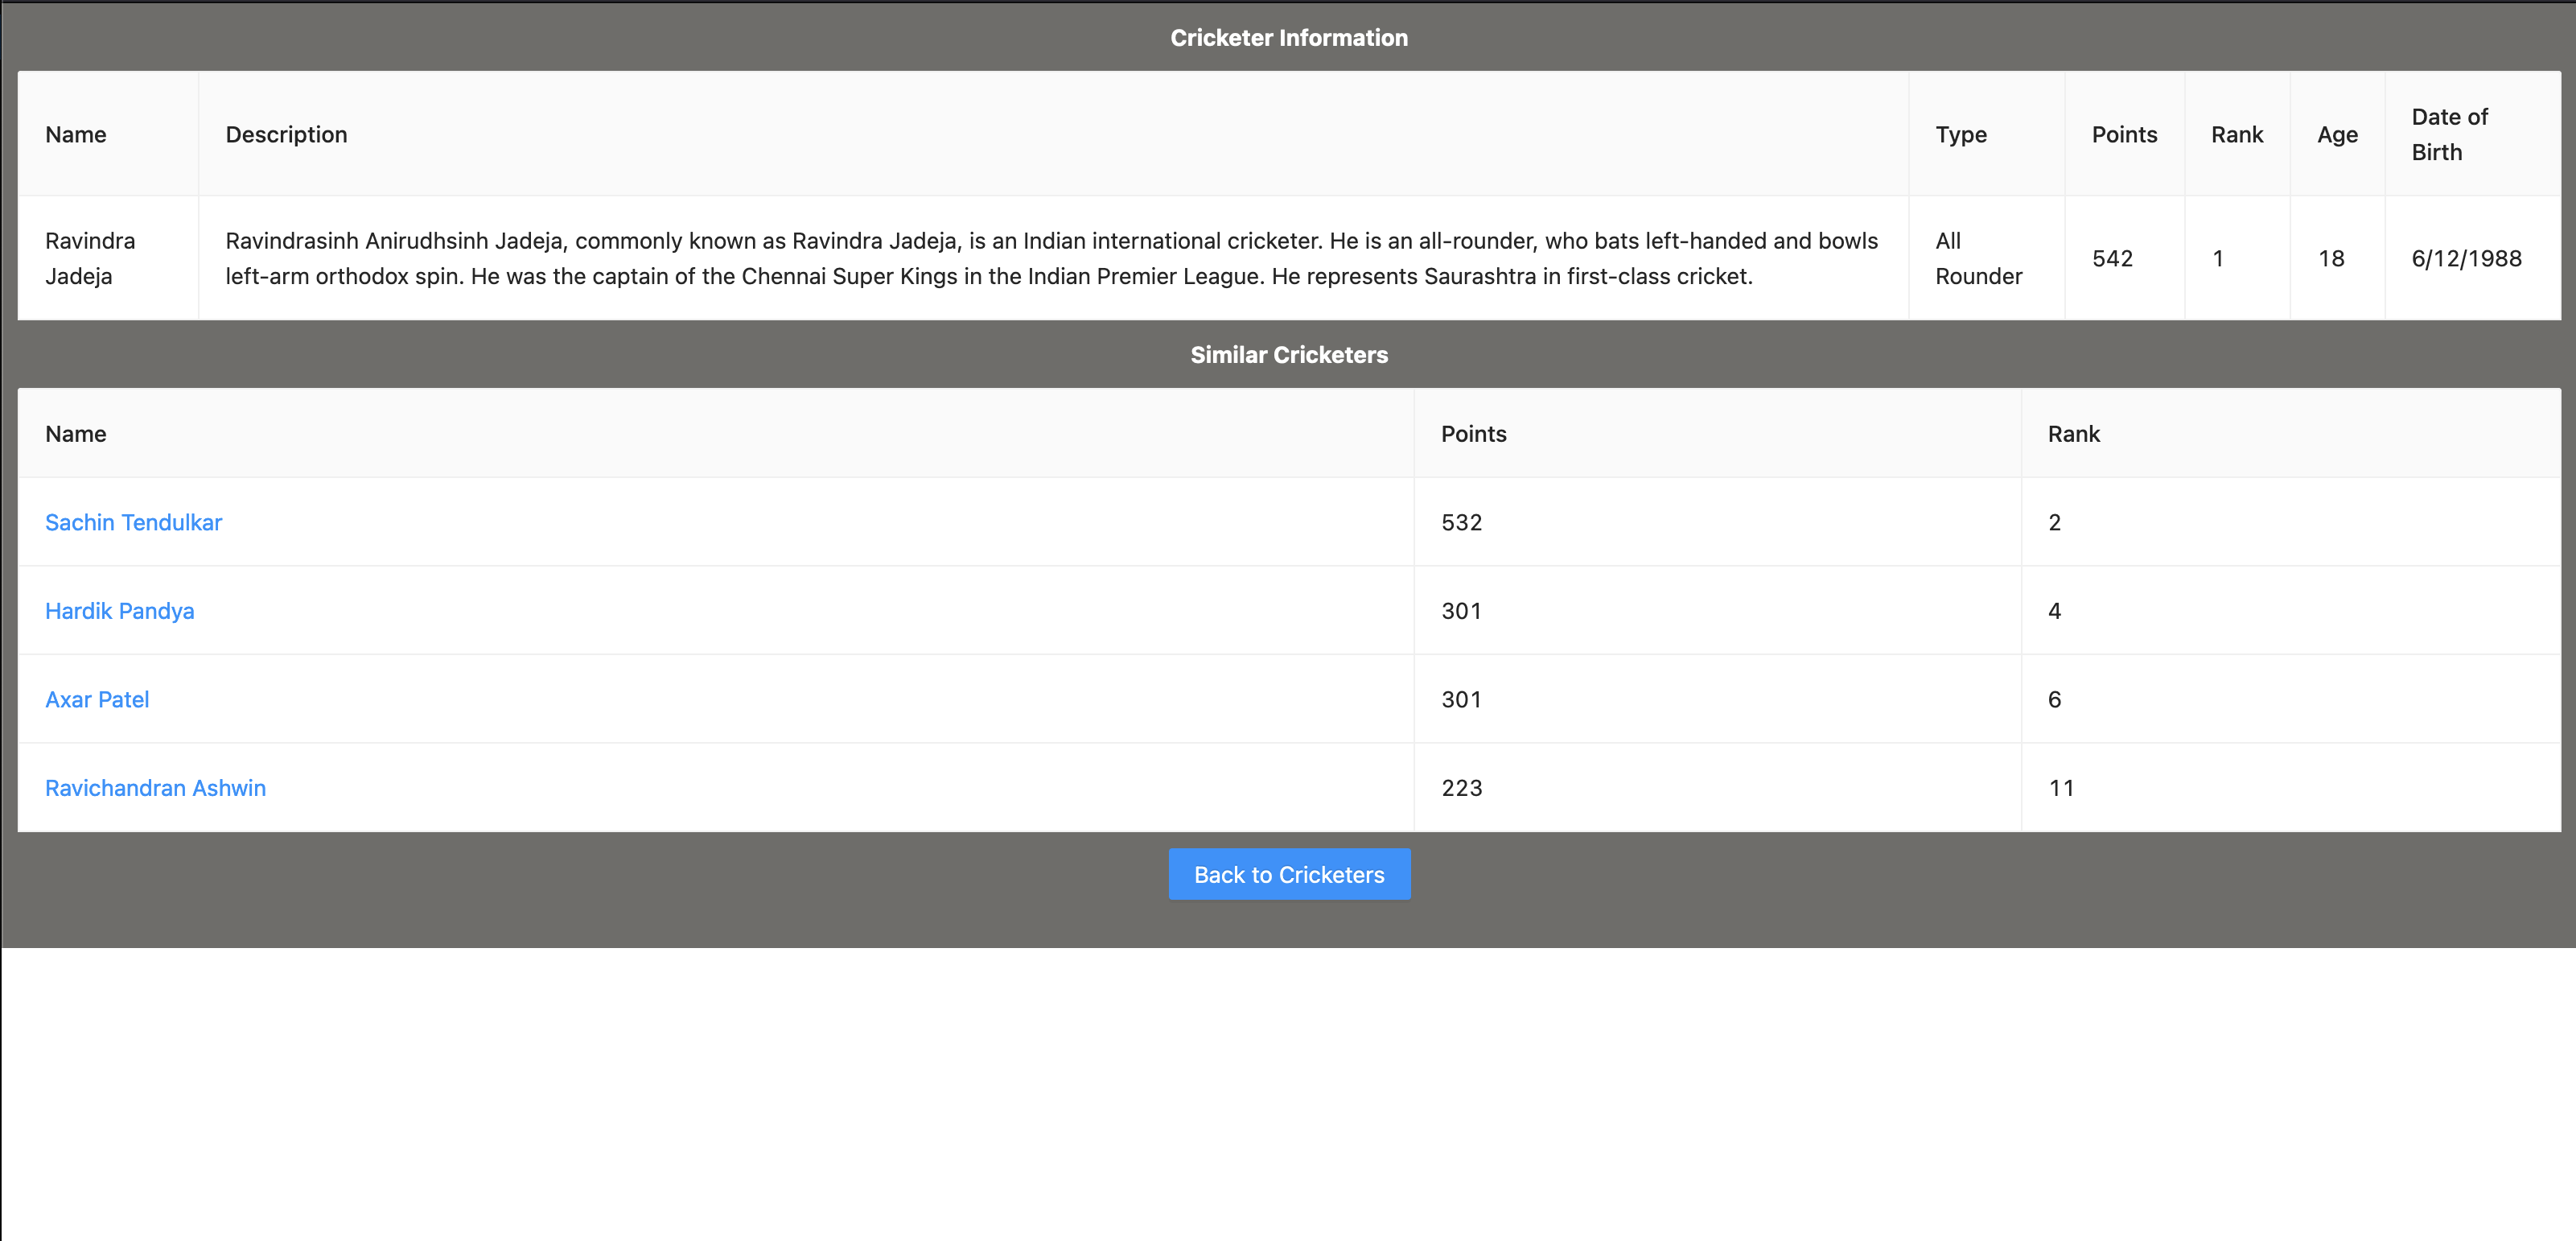 Cricketer Information
Name Description Type Points Rank Age Date of
Birth
Ravindra
Jadeja
Ravindrasinh Anirudhsinh Jadeja, commonly known as Ravindra Jadeja, is an Indian international cricketer. He is an all-rounder, who bats left-handed and bowls
left-arm orthodox spin. He was the captain of the Chennai Super Kings in the Indian Premier League. He represents Saurashtra in first-class cricket.
All
Rounder
542 1 18 6/12/1988
Similar Cricketers
Name Points Rank
Sachin Tendulkar 532 2
Hardik Pandya 301 4
Axar Patel 301 6
Ravichandran Ashwin 223 11
Back to Cricketers